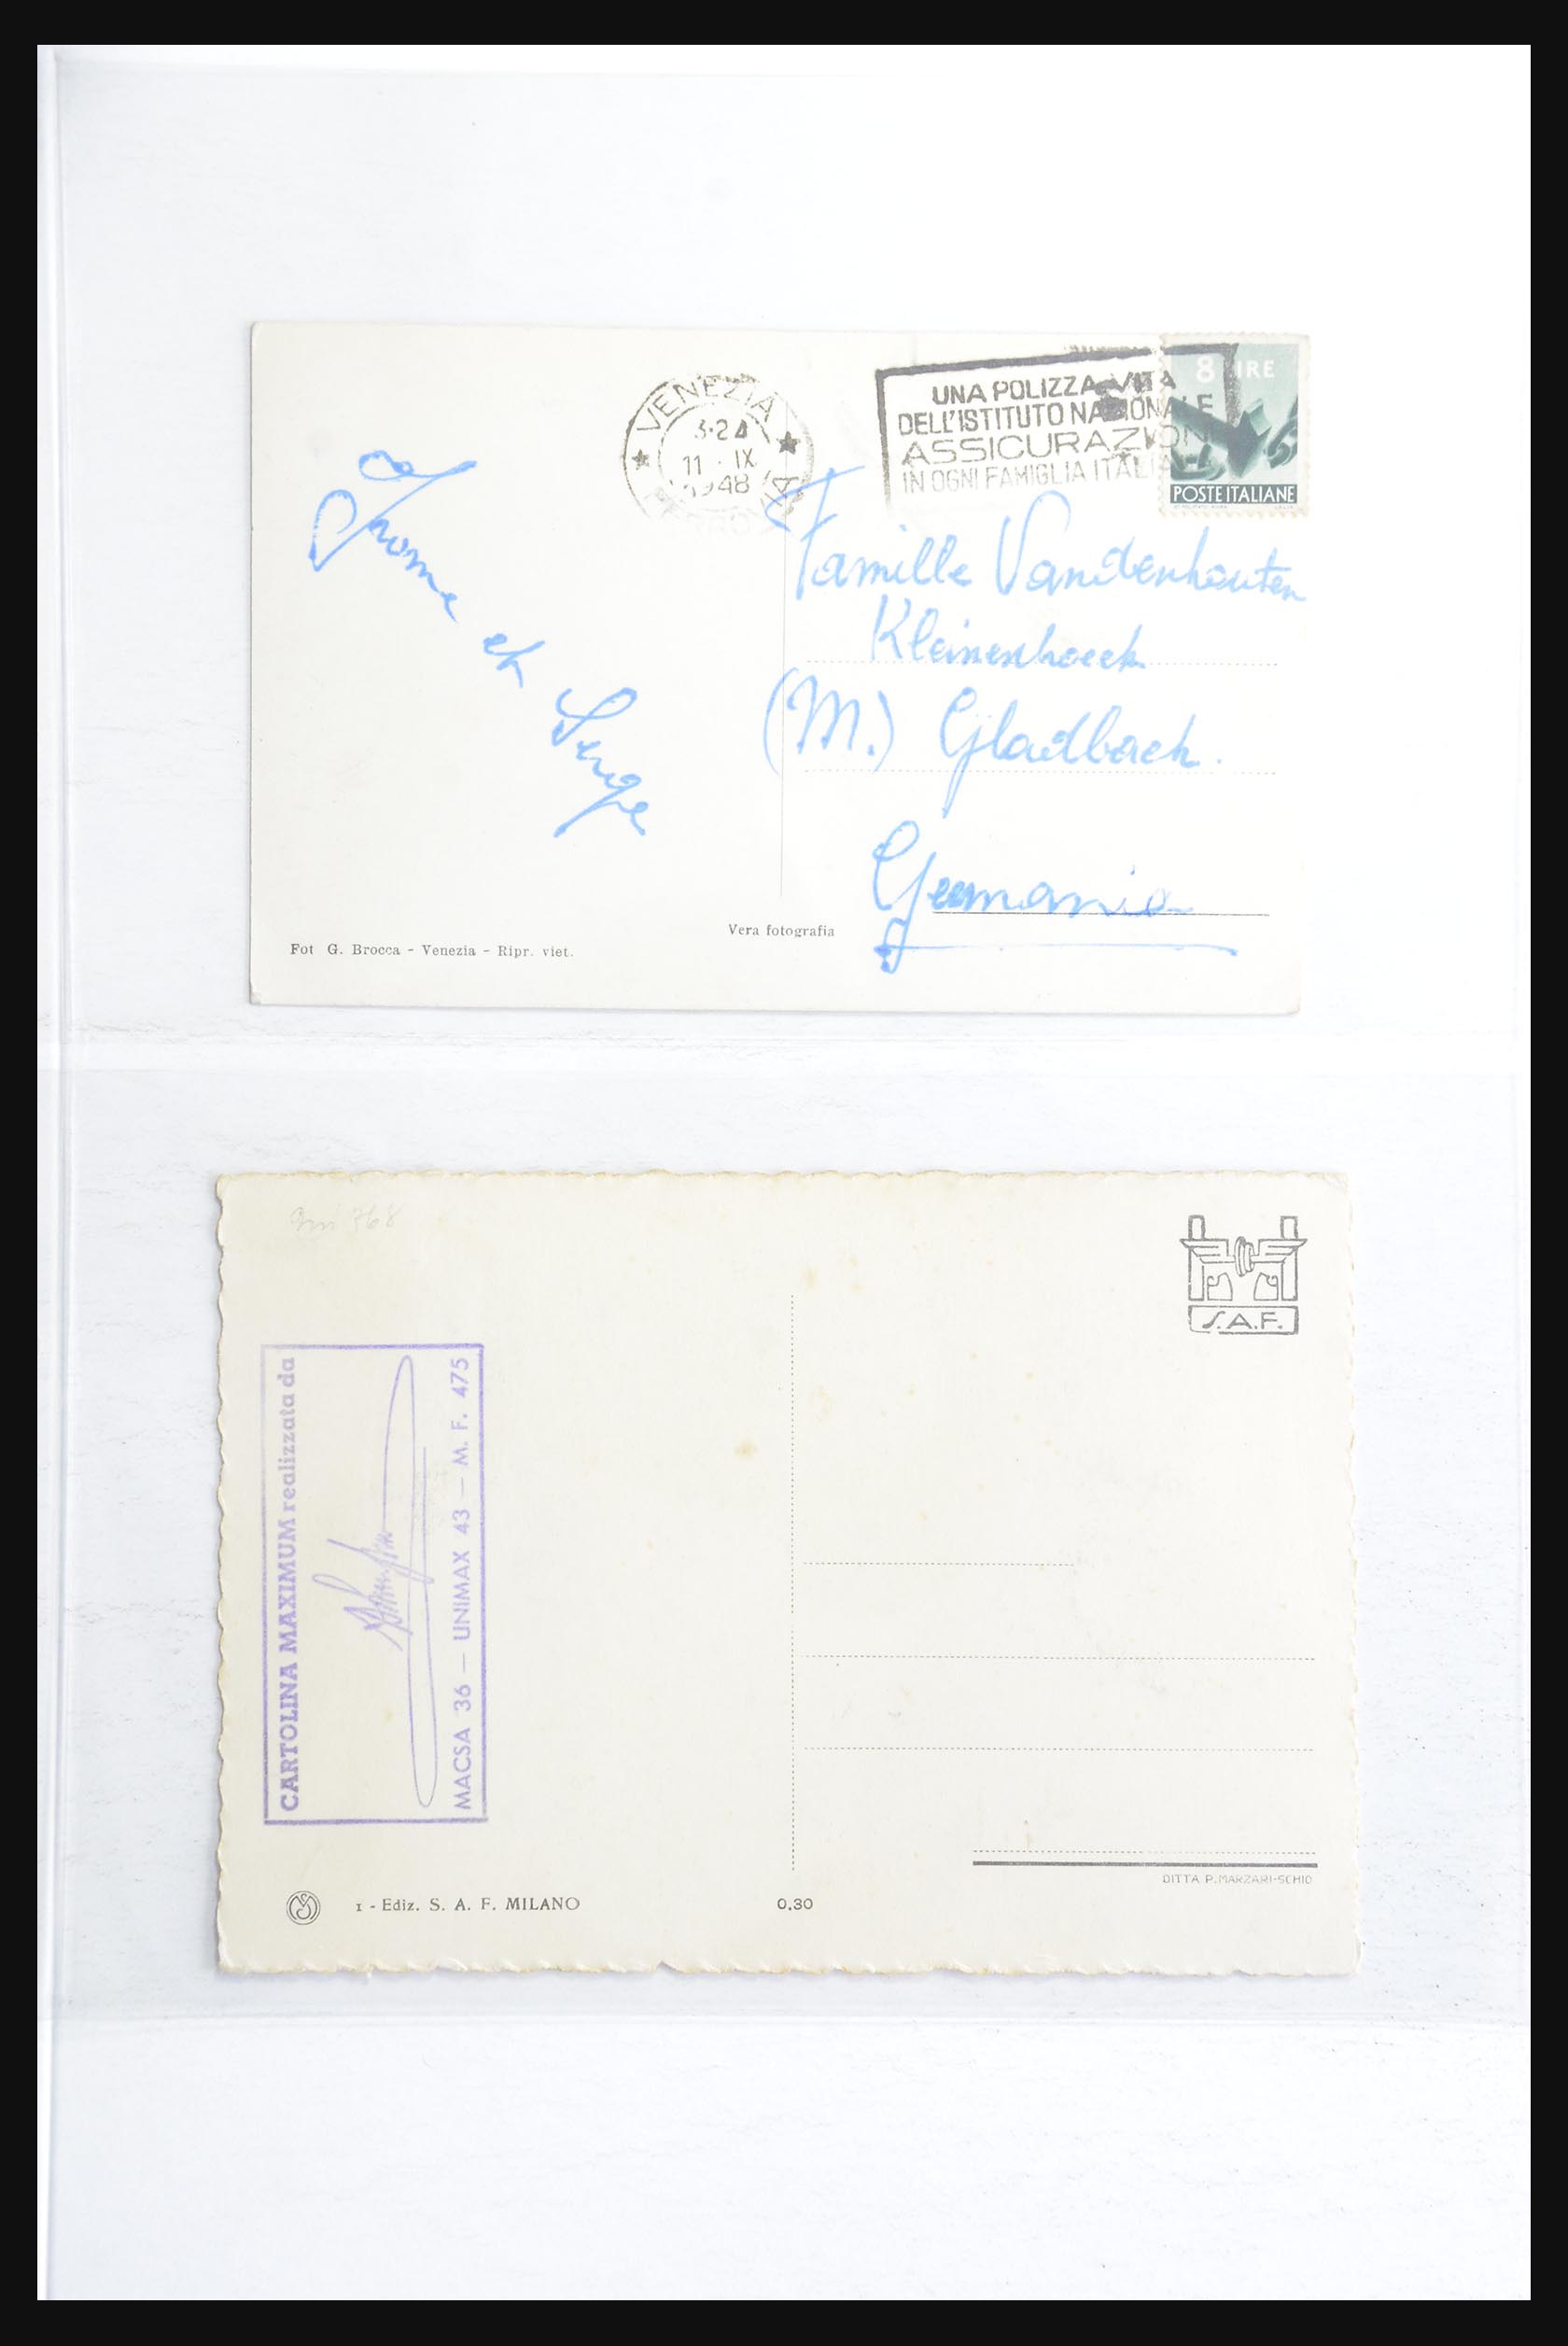 VENEZIA
3-24
11 · IX
1948
FERROVIA
UNA POLIZZA VITA
DELL'ISTITUTO NAZIONALE
ASSICURAZIONI
IN OGNI FAMIGLIA ITALIA
8 LIRE
POSTE ITALIANE
et
Serge
Famille Vandenhouten
Kleinenhoeck
(M.) Gladbach.
Germania
Vera fotografia
Fot G. Brocca - Venezia - Ripr. viet.
S.A.F.
CARTOLINA MAXIMUM realizzata da
MACSA 36 — UNIMAX 43 — M. F. 475
1 - Ediz. S. A. F. MILANO
0.30
DITTA P. MARZARI-SCHIO